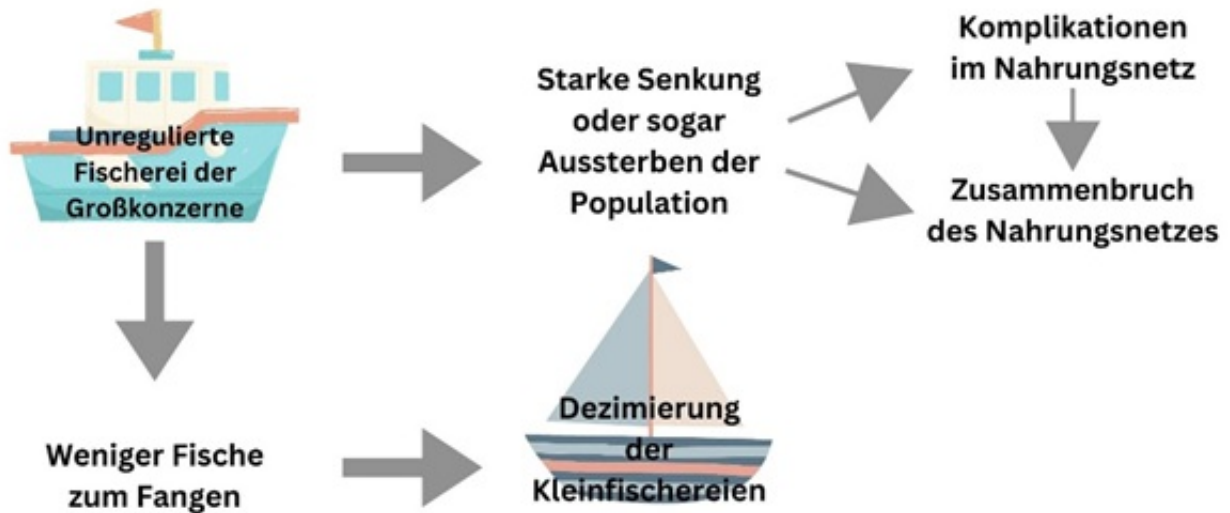 Unregulierte
Fischerei der
Großkonzerne
Starke Senkung
oder sogar
Aussterben der
Population
Komplikationen
im Nahrungsnetz
Zusammenbruch
des Nahrungsnetzes
Weniger Fische
zum Fangen
Dezimierung
der
Kleinfischereien